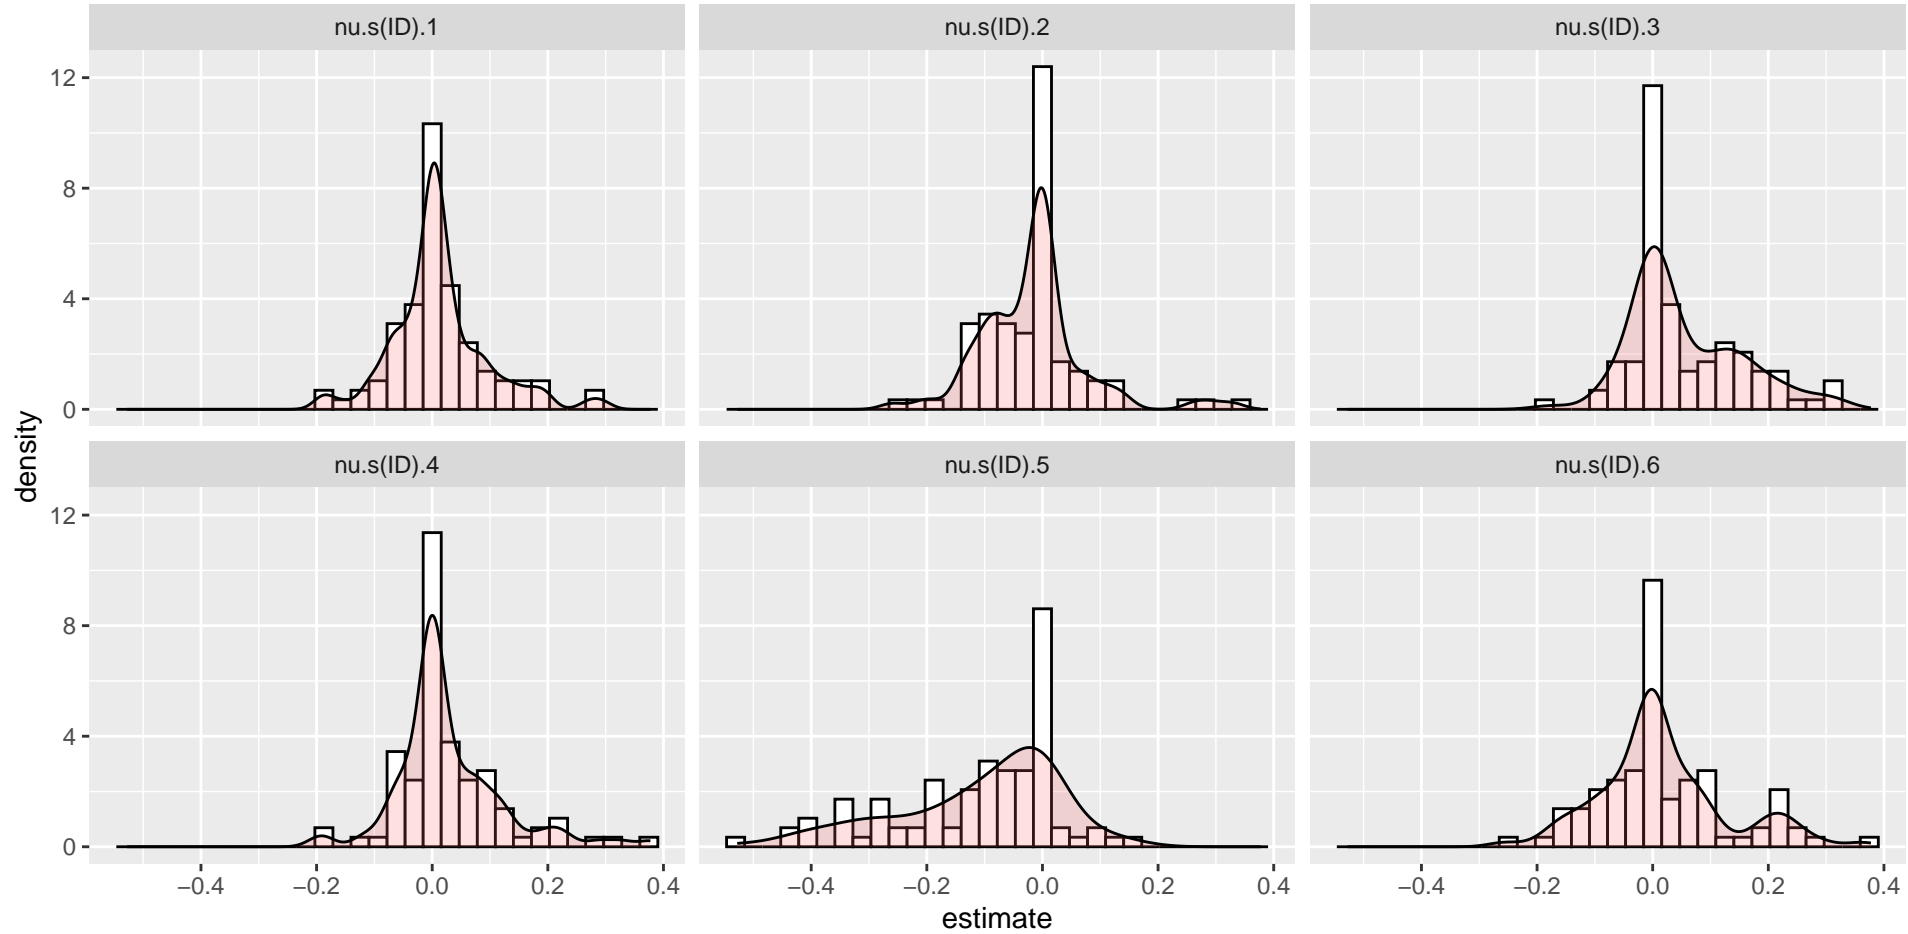 nu.s(ID).1 nu.s(ID).2 nu.s(ID).3
12
8
4
0
nu.s(ID).4 nu.s(ID).5 nu.s(ID).6
12
8
4
0
density
−0.4 −0.2 0.0 0.2 0.4 −0.4 −0.2 0.0 0.2 0.4 −0.4 −0.2 0.0 0.2 0.4
estimate